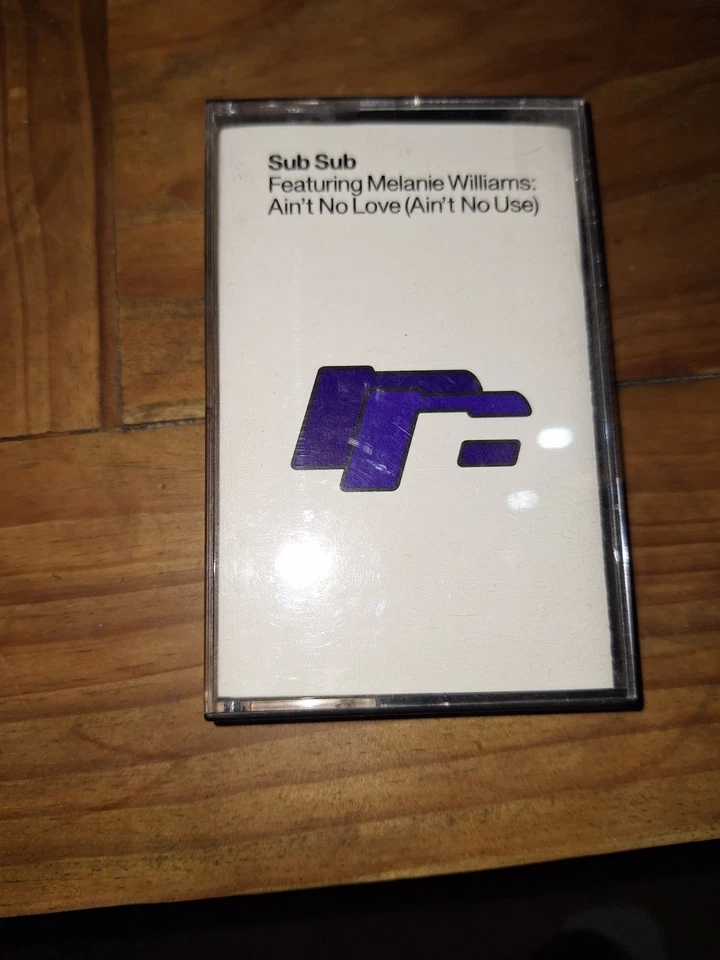 Sub Sub
Featuring Melanie Williams:
Ain't No Love (Ain't No Use)